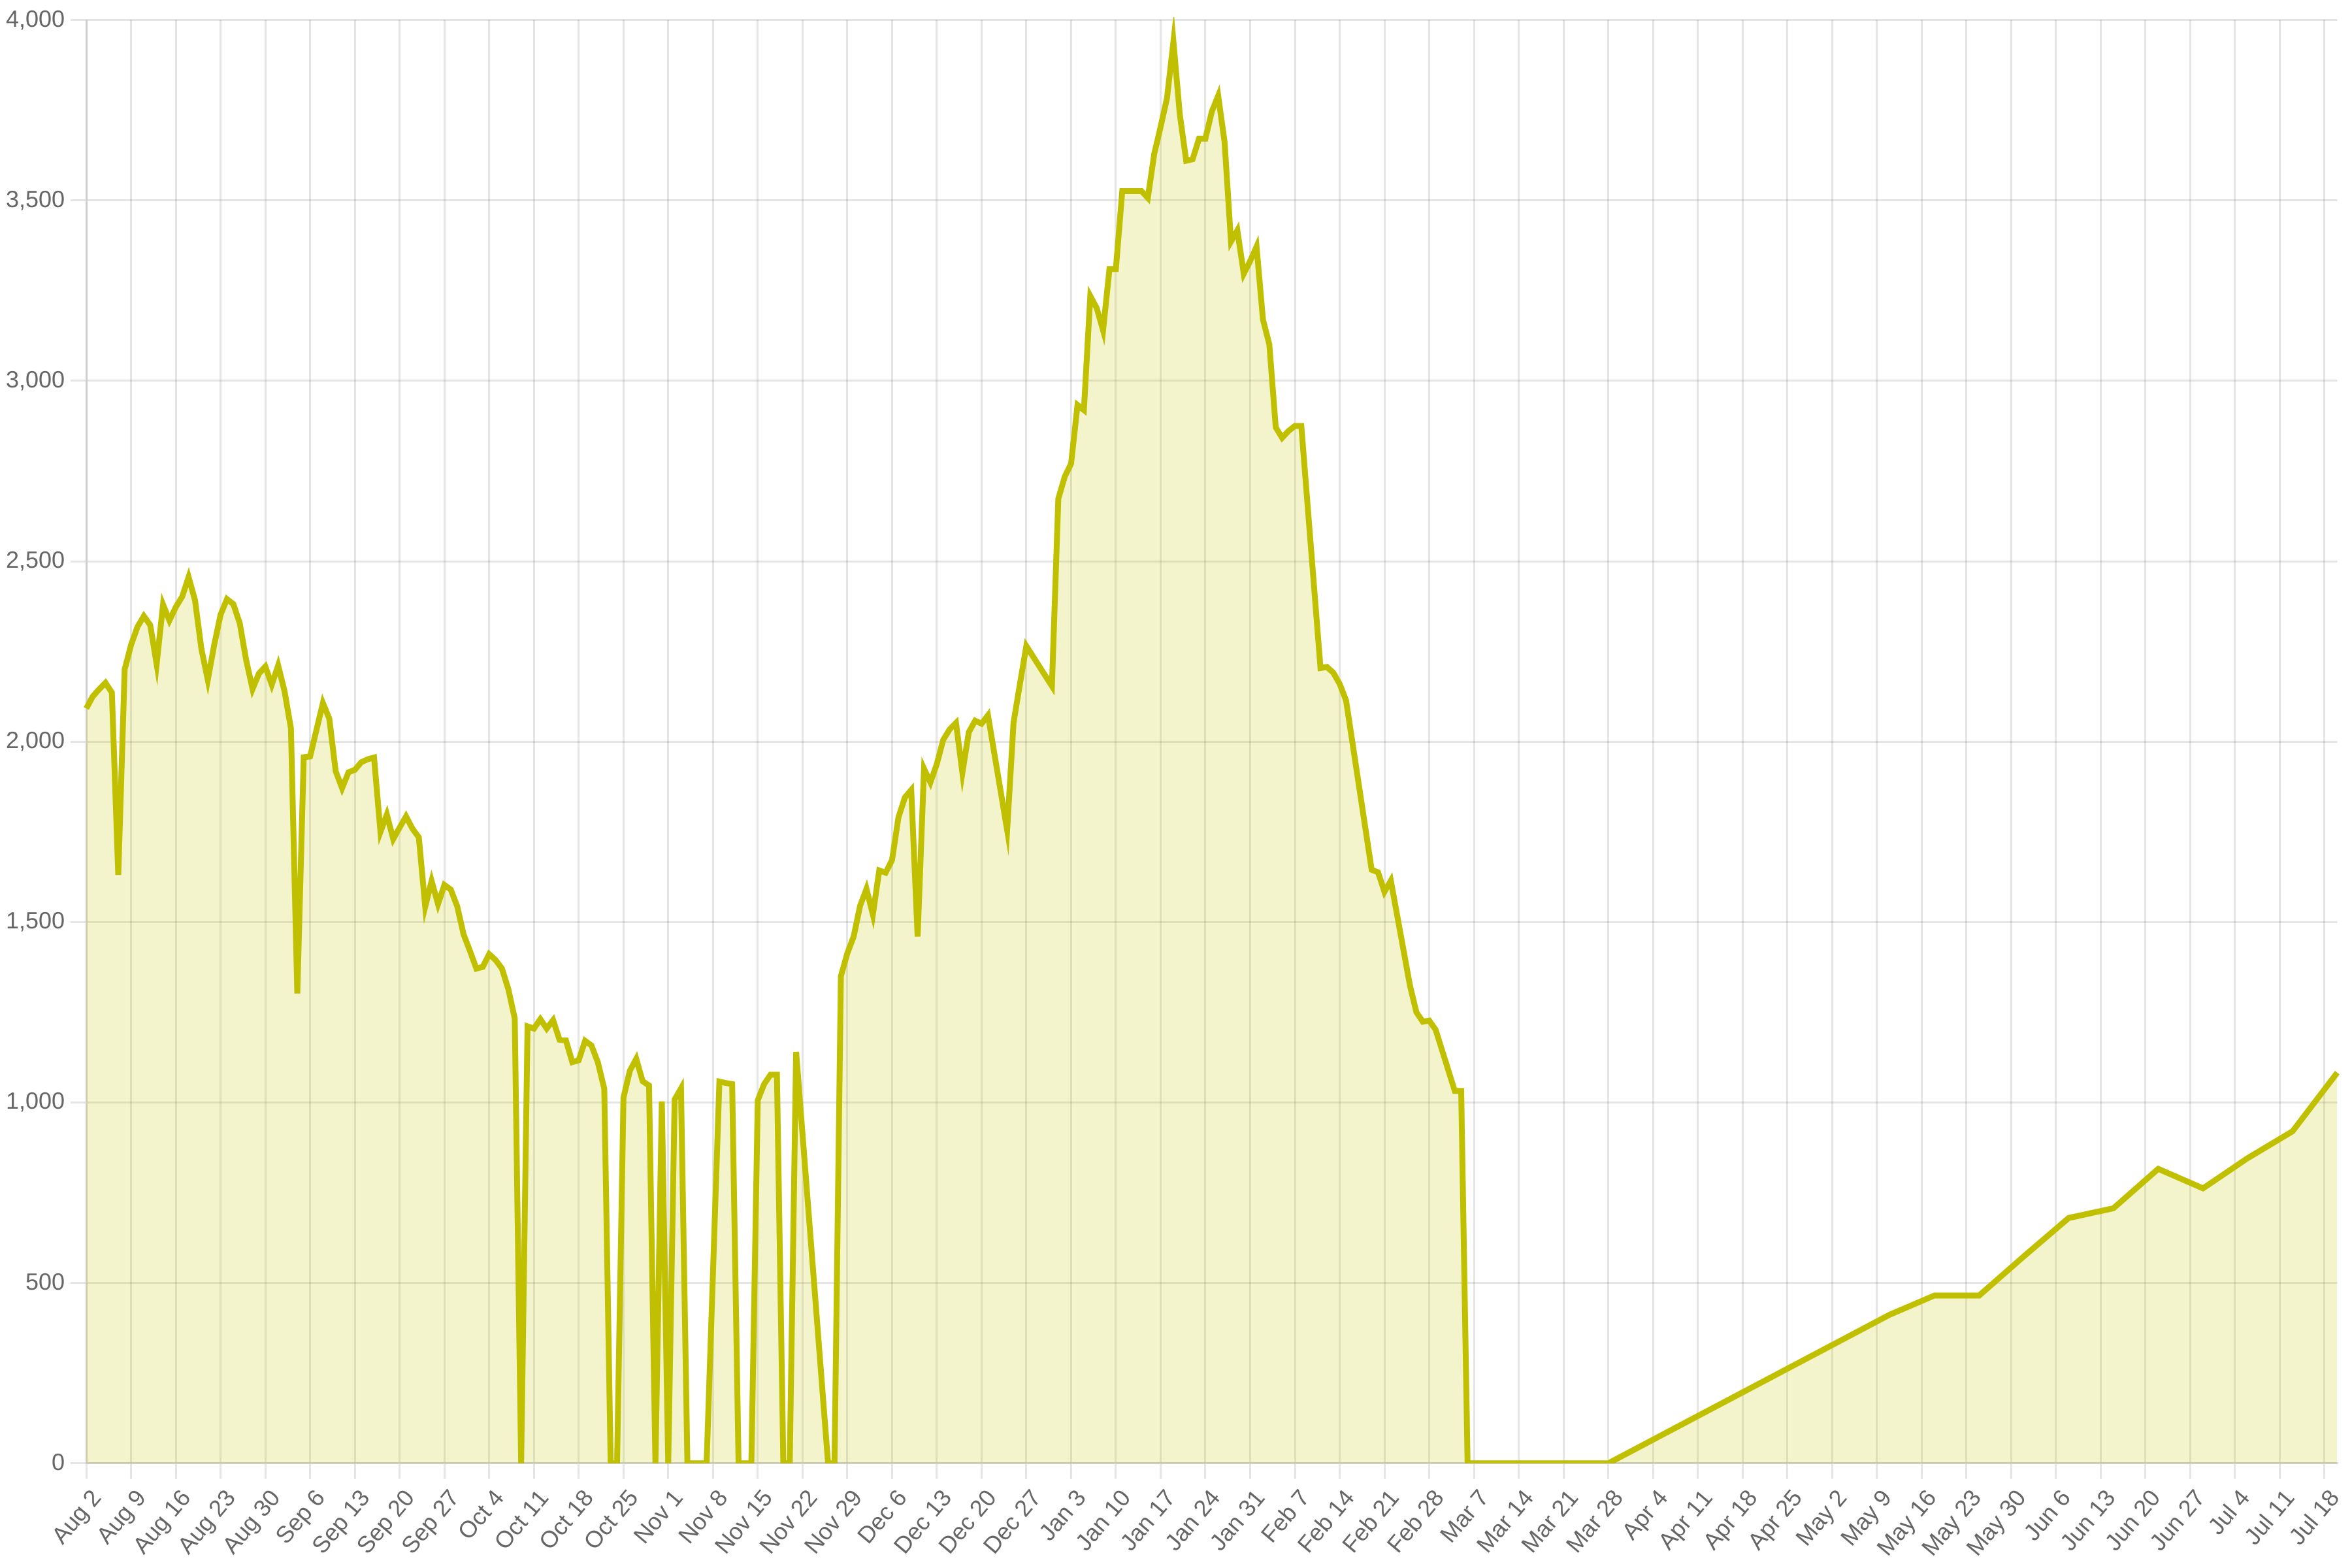 4,000
3,500
3,000
2,500
2,000
1,500
1,000
500
0
Aug 2
Aug 9
Aug 16
Aug 23
Aug 30
Sep 6
Sep 13
Sep 20
Sep 27
Oct 4
Oct 11
Oct 18
Oct 25
Nov 1
Nov 8
Nov 15
Nov 22
Nov 29
Dec 6
Dec 13
Dec 20
Dec 27
Jan 3
Jan 10
Jan 17
Jan 24
Jan 31
Feb 7
Feb 14
Feb 21
Feb 28
Mar 7
Mar 14
Mar 21
Mar 28
Apr 4
Apr 11
Apr 18
Apr 25
May 2
May 9
May 16
May 23
May 30
Jun 6
Jun 13
Jun 20
Jun 27
Jul 4
Jul 11
Jul 18